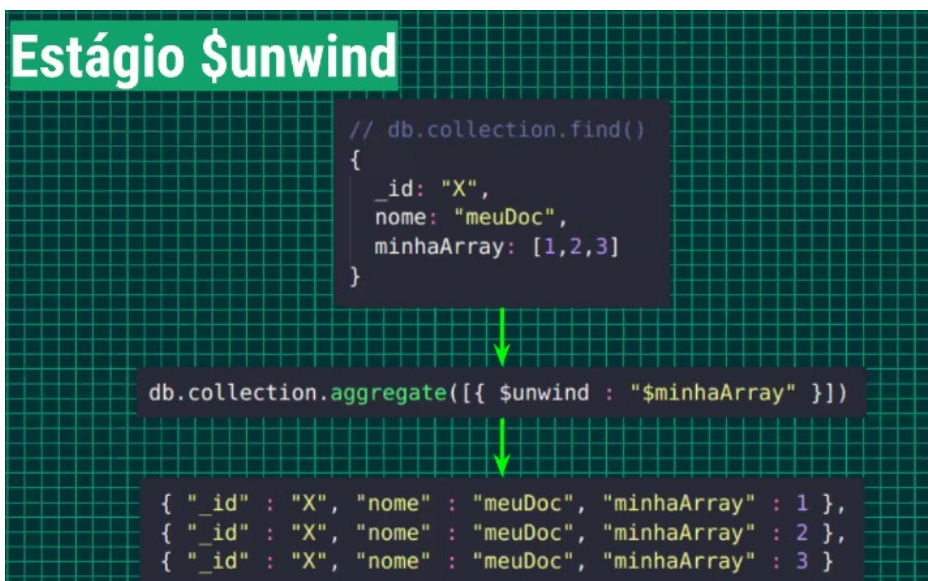 Estágio $unwind
// db.collection.find()
{
_id: "X",
nome: "meuDoc",
minhaArray: [1,2,3]
}
db.collection.aggregate([{ $unwind : "$minhaArray" }])
{ "_id" : "X", "nome" : "meuDoc", "minhaArray" : 1 },
{ "_id" : "X", "nome" : "meuDoc", "minhaArray" : 2 },
{ "_id" : "X", "nome" : "meuDoc", "minhaArray" : 3 }